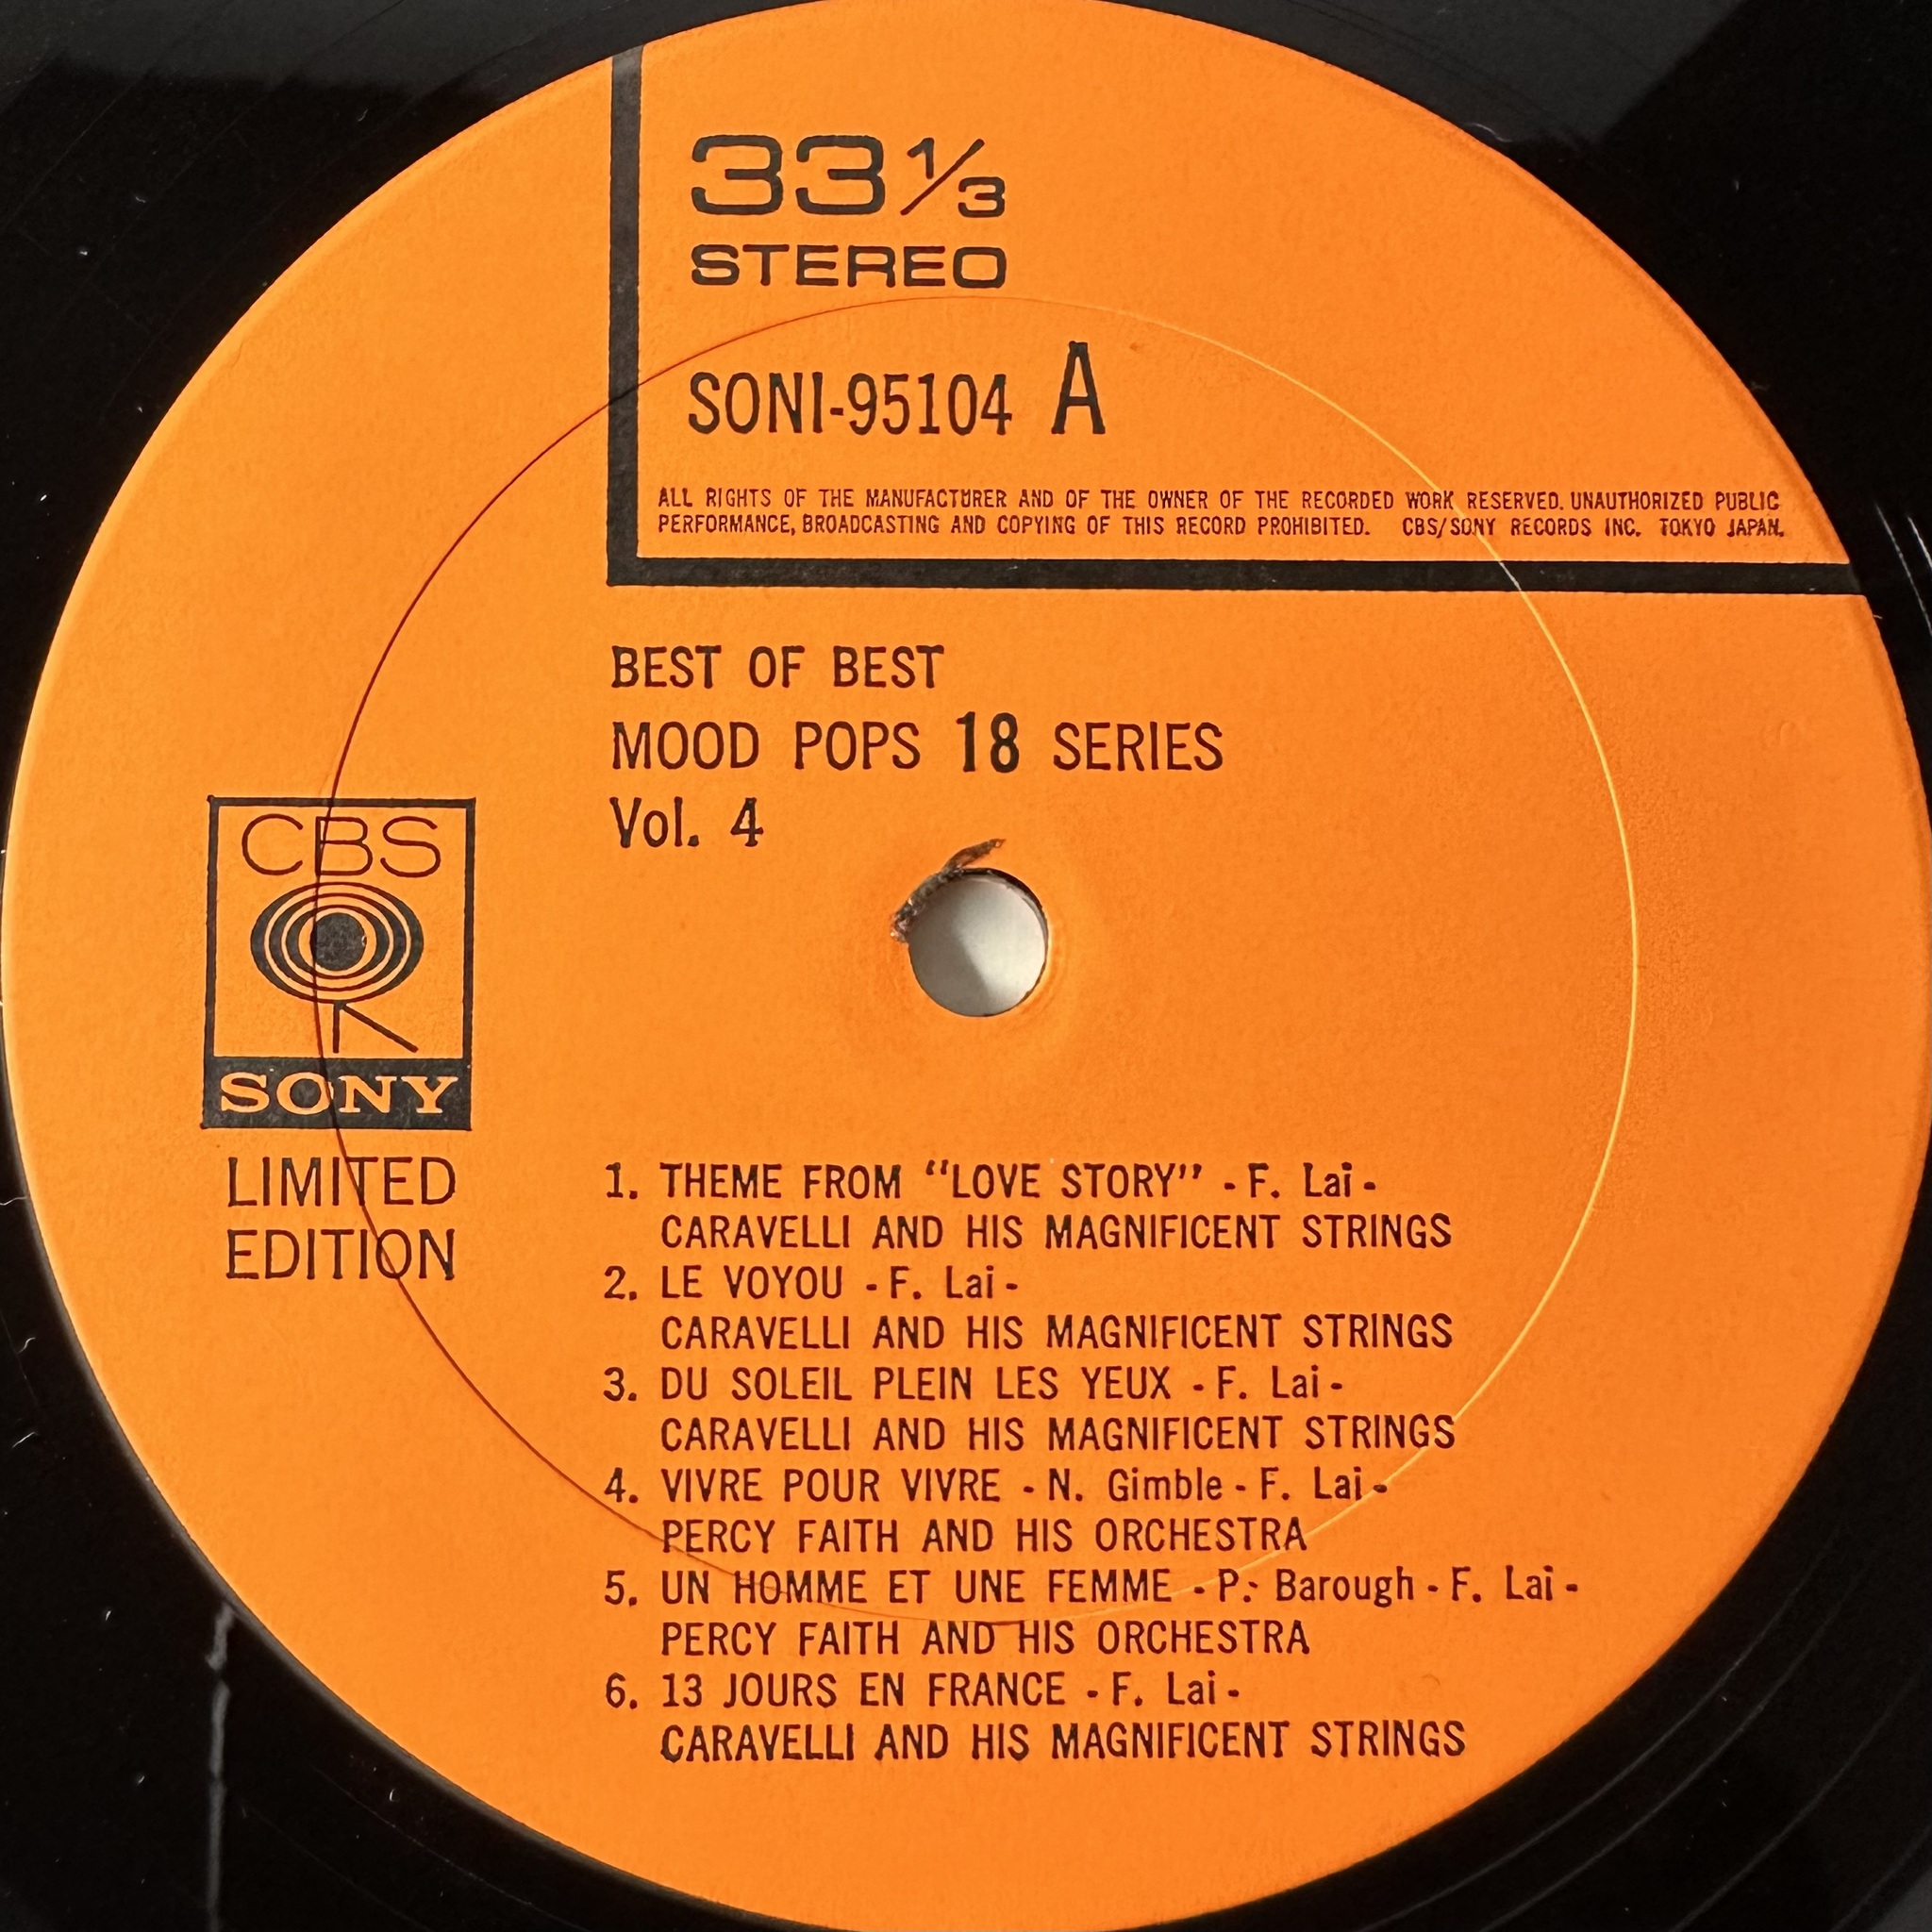 33 1/3
STEREO
SONI-95104 A
ALL RIGHTS OF THE MANUFACTURER AND OF THE OWNER OF THE RECORDED WORK RESERVED. UNAUTHORIZED PUBLIC
PERFORMANCE, BROADCASTING AND COPYING OF THIS RECORD PROHIBITED. CBS/SONY RECORDS INC. TOKYO JAPAN.
BEST OF BEST
MOOD POPS 18 SERIES
Vol. 4
CBS
SONY
LIMITED
EDITION
1. THEME FROM "LOVE STORY" - F. Lai -
CARAVELLI AND HIS MAGNIFICENT STRINGS
2. LE VOYOU - F. Lai -
CARAVELLI AND HIS MAGNIFICENT STRINGS
3. DU SOLEIL PLEIN LES YEUX - F. Lai -
CARAVELLI AND HIS MAGNIFICENT STRINGS
4. VIVRE POUR VIVRE - N. Gimble - F. Lai -
PERCY FAITH AND HIS ORCHESTRA
5. UN HOMME ET UNE FEMME - P. Barough - F. Lai -
PERCY FAITH AND HIS ORCHESTRA
6. 13 JOURS EN FRANCE - F. Lai -
CARAVELLI AND HIS MAGNIFICENT STRINGS